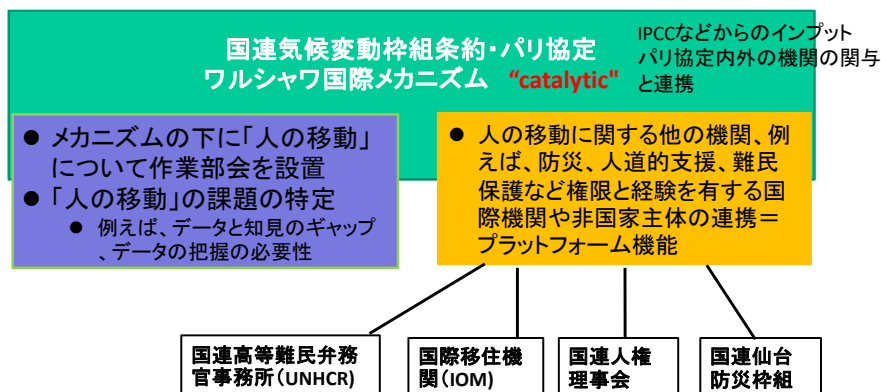 国連気候変動枠組条約・パリ協定
ワルシャワ国際メカニズム “catalytic"
IPCCなどからのインプット
パリ協定内外の機関の関与
と連携
● メカニズムの下に「人の移動」
について作業部会を設置
● 「人の移動」の課題の特定
● 例えば、データと知見のギャップ
、データの把握の必要性
● 人の移動に関する他の機関、例
えば、防災、人道的支援、難民
保護など権限と経験を有する国
際機関や非国家主体の連携＝
プラットフォーム機能
国連高等難民弁務
官事務所(UNHCR)
国際移住機
関(IOM)
国連人権
理事会
国連仙台
防災枠組